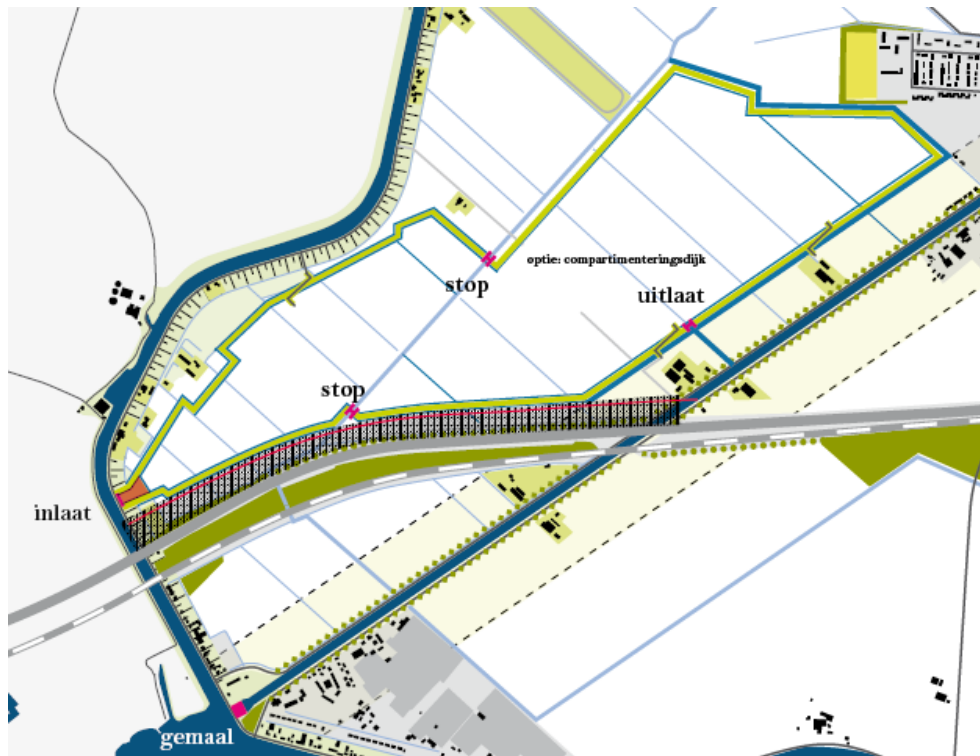 optie: compartimenteringsdijk
stop
uitlaat
stop
inlaat
gemaal